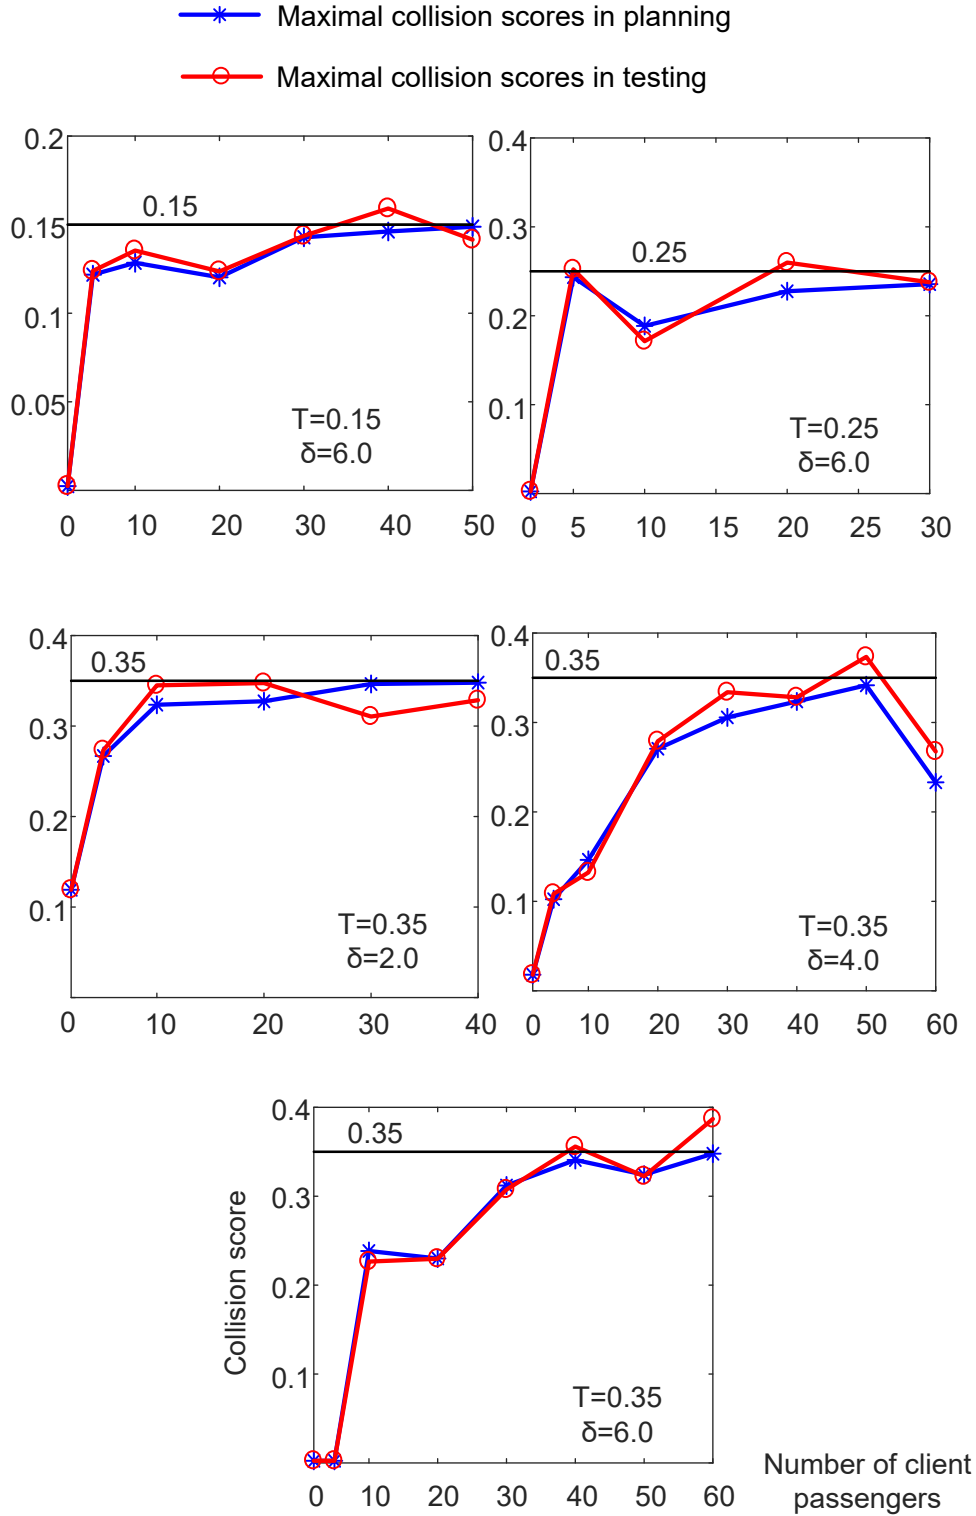 Maximal collision scores in planning
Maximal collision scores in testing
0.2
0.15
0.1
0.05
0.15
T=0.15
δ=6.0
0 10 20 30 40 50
0.4
0.3
0.2
0.1
0.25
T=0.25
δ=6.0
0 5 10 15 20 25 30
0.4
0.3
0.2
0.1
0.35
T=0.35
δ=2.0
0 10 20 30 40
0.4
0.3
0.2
0.1
0.35
T=0.35
δ=4.0
0 10 20 30 40 50 60
Collision score
0.4
0.3
0.2
0.1
0.35
T=0.35
δ=6.0
0 10 20 30 40 50 60
Number of client
passengers